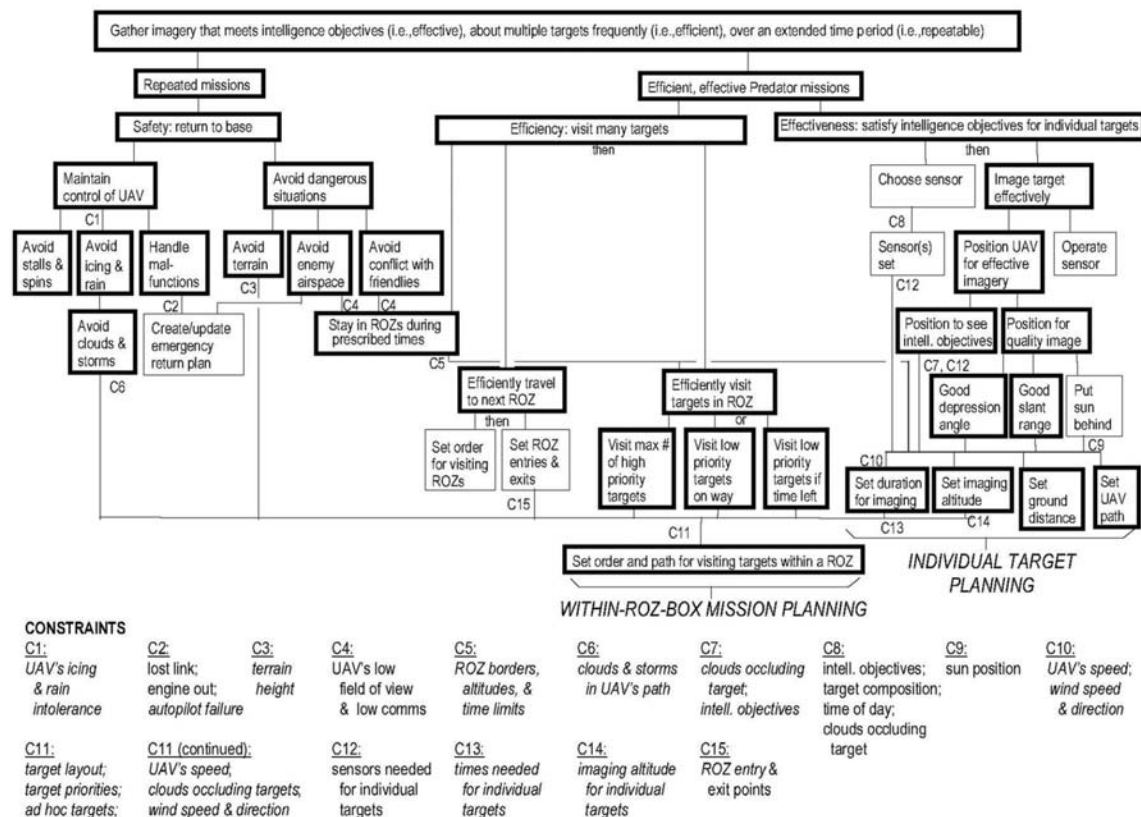 Gather imagery that meets intelligence objectives (i.e.,effective), about multiple targets frequently (i.e.,efficient), over an extended time period (i.e.,repeatable)
Repeated missions
Efficient, effective Predator missions
Safety: return to base
Efficiency: visit many targets
then
Effectiveness: satisfy intelligence objectives for individual targets
then
Maintain
control of UAV
C1
Avoid dangerous
situations
Choose sensor
C8
Image target
effectively
Avoid
stalls &
spins
Avoid
icing &
rain
Handle
mal-
functions
C2
Avoid
terrain
C3
Avoid
enemy
airspace
C4
Avoid
conflict with
friendlies
C4
Sensor(s)
set
C12
Position UAV
for effective
imagery
Operate
sensor
Avoid
clouds &
storms
C6
Create/update
emergency
return plan
Stay in ROZs during
prescribed times
C5
Position to see
intell. objectives
C7, C12
Position for
quality image
Efficiently travel
to next ROZ
then
Efficiently visit
targets in ROZ
or
Good
depression
angle
Good
slant
range
Put
sun
behind
C9
Set order
for visiting
ROZs
Set ROZ
entries &
exits
C15
Visit max #
of high
priority
targets
Visit low
priority
targets
on way
Visit low
priority
targets if
time left
C10
Set duration
for imaging
C13
Set imaging
altitude
C14
Set
ground
distance
Set
UAV
path
C11
Set order and path for visiting targets within a ROZ
WITHIN-ROZ-BOX MISSION PLANNING
INDIVIDUAL TARGET
PLANNING
CONSTRAINTS
C1:
UAV's icing
& rain
intolerance
C2:
lost link;
engine out;
autopilot failure
C3:
terrain
height
C4:
UAV's low
field of view
& low comms
C5:
ROZ borders,
altitudes, &
time limits
C6:
clouds & storms
in UAV's path
C7:
clouds occluding
target;
intell. objectives
C8:
intell. objectives;
target composition;
time of day;
clouds occluding
target
C9:
sun position
C10:
UAV's speed;
wind speed
& direction
C11:
target layout;
target priorities;
ad hoc targets;
C11 (continued):
UAV's speed;
clouds occluding targets,
wind speed & direction
C12:
sensors needed
for individual
targets
C13:
times needed
for individual
targets
C14:
imaging altitude
for individual
targets
C15:
ROZ entry &
exit points